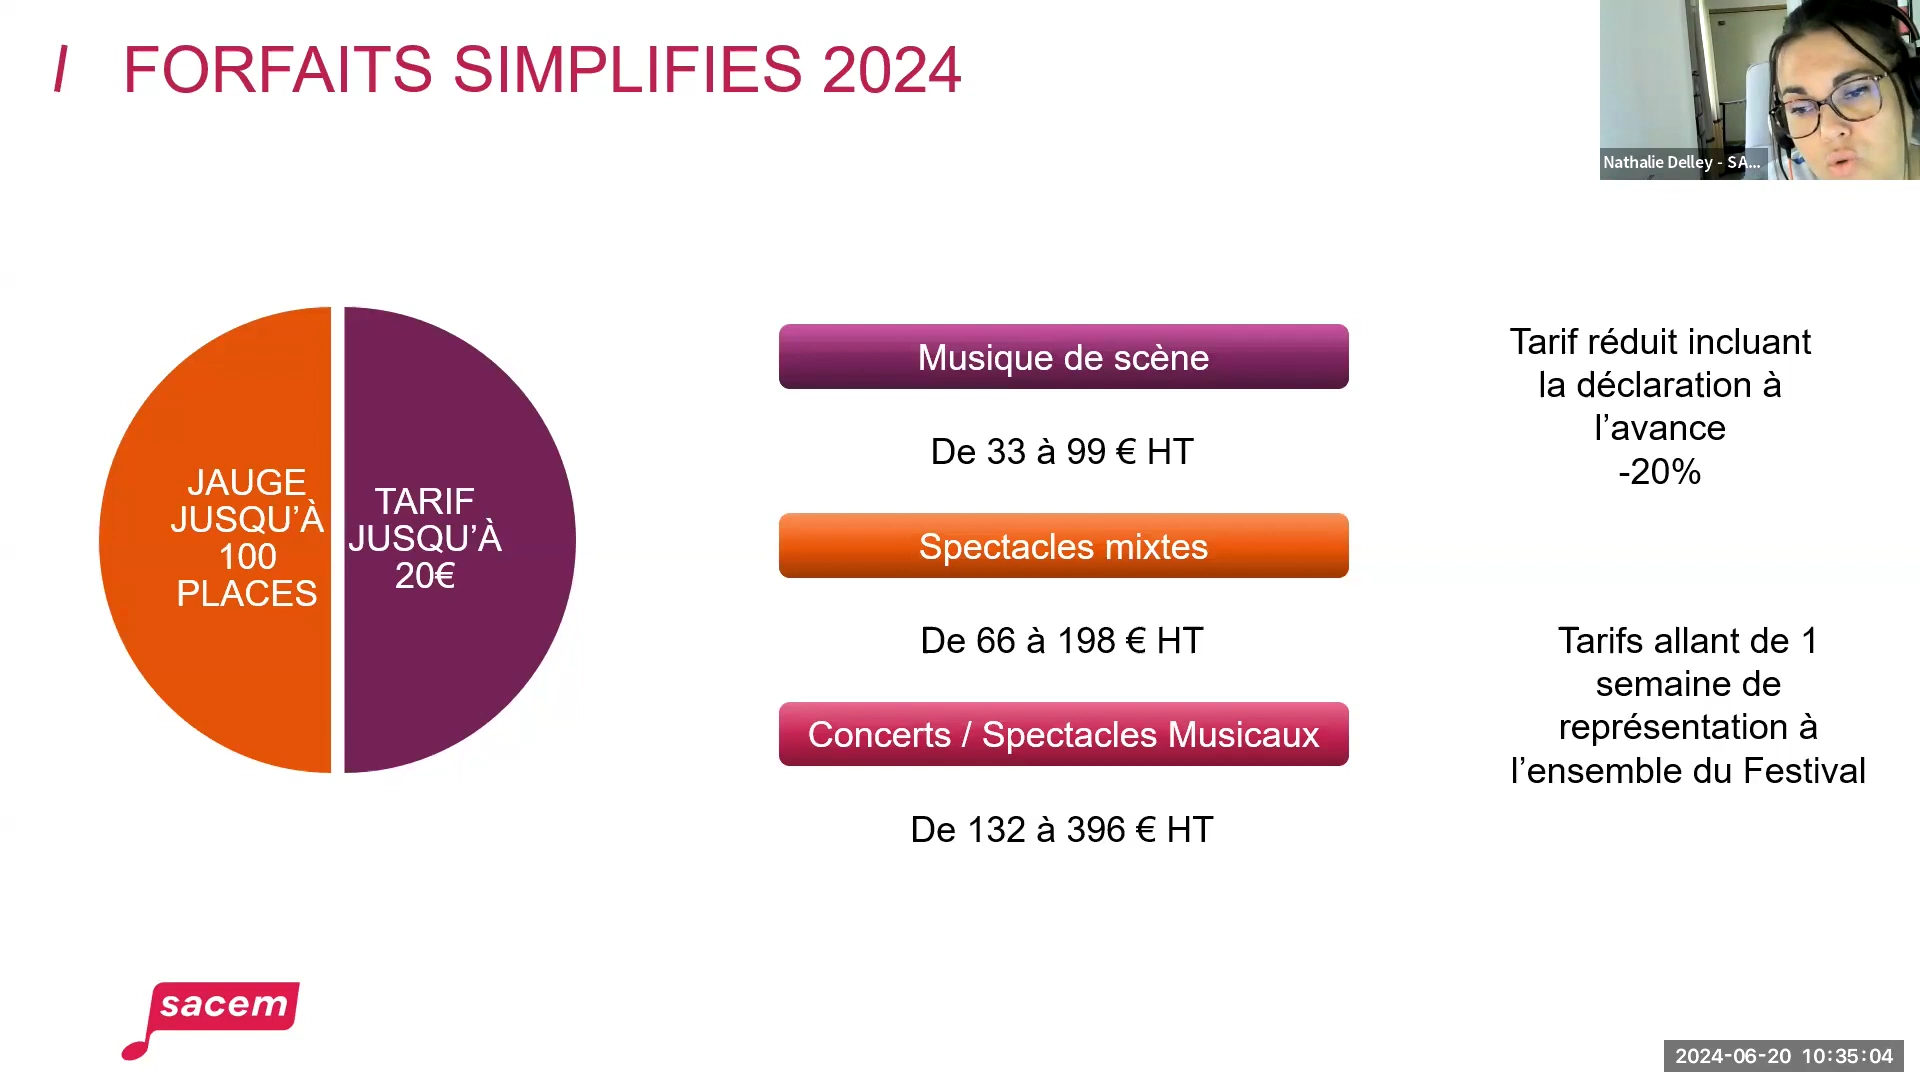 / FORFAITS SIMPLIFIES 2024
Nathalie Delley - SA...
JAUGE
JUSQU’À
100
PLACES
TARIF
JUSQU’À
20€
Musique de scène
De 33 à 99 € HT
Spectacles mixtes
De 66 à 198 € HT
Concerts / Spectacles Musicaux
De 132 à 396 € HT
Tarif réduit incluant
la déclaration à
l’avance
-20%
Tarifs allant de 1
semaine de
représentation à
l’ensemble du Festival
sacem
2024-06-20 10:35:04